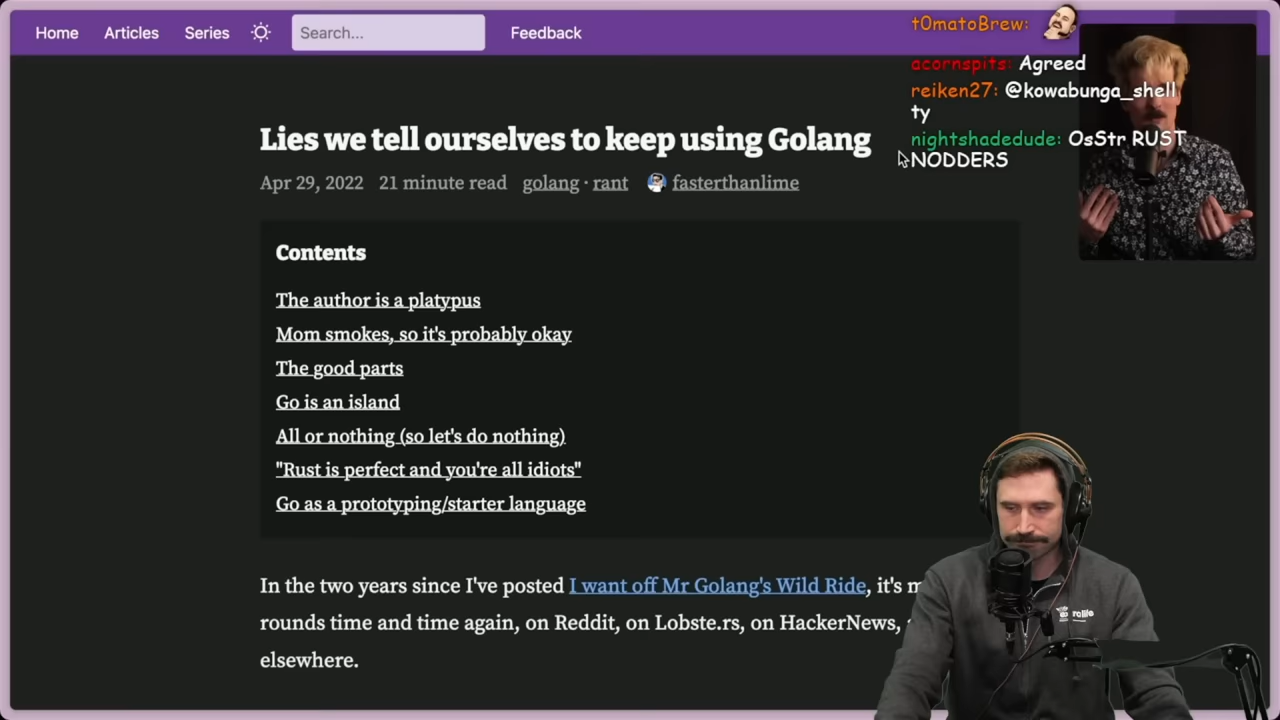 Home Articles Series Search... Feedback
t0matoBrew:
acornspits: Agreed
reiken27: @kowabunga_shell
ty
nightshadedude: OsStr RUST
NODDERS
Lies we tell ourselves to keep using Golang
Apr 29, 2022 21 minute read golang · rant fasterthanlime
Contents
The author is a platypus
Mom smokes, so it's probably okay
The good parts
Go is an island
All or nothing (so let's do nothing)
"Rust is perfect and you're all idiots"
Go as a prototyping/starter language
In the two years since I've posted I want off Mr Golang's Wild Ride, it's
rounds time and time again, on Reddit, on Lobste.rs, on HackerNews,
elsewhere.